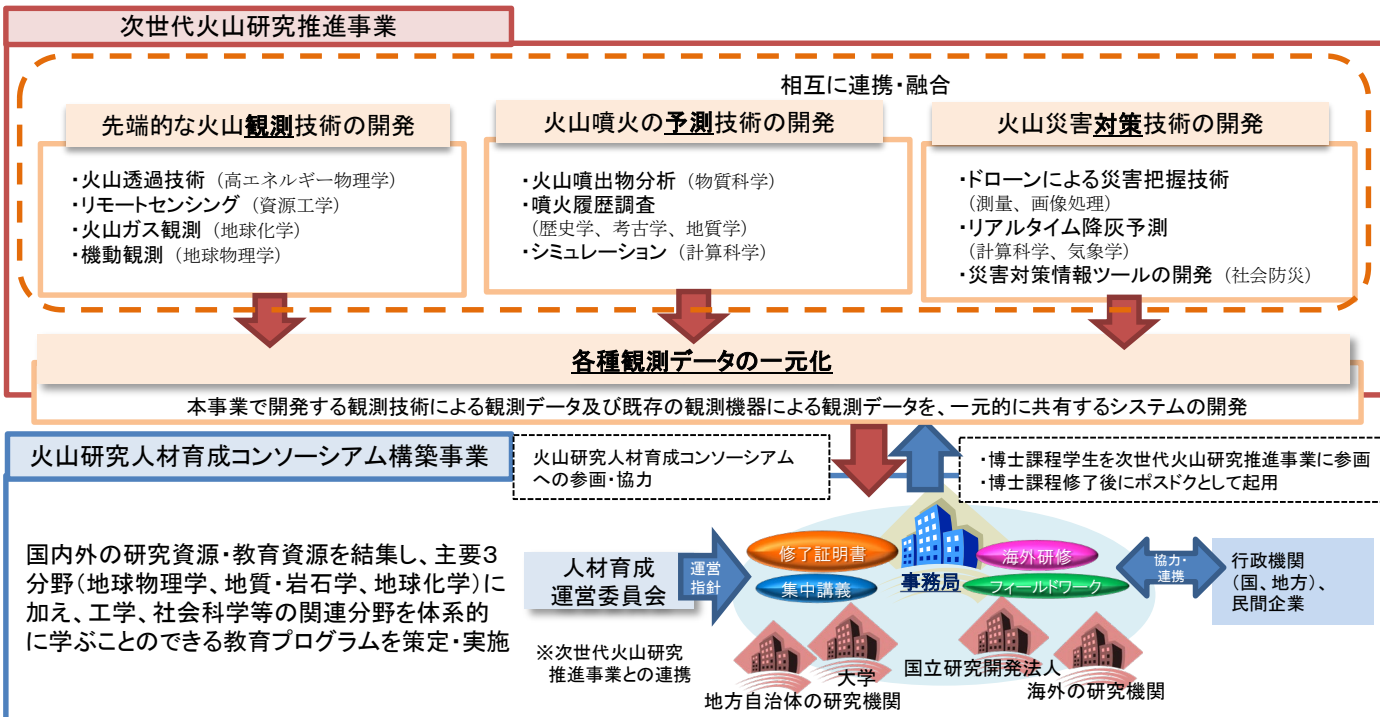 次世代火山研究推進事業
相互に連携・融合
先端的な火山観測技術の開発
・火山透過技術（高エネルギー物理学）
・リモートセンシング（資源工学）
・火山ガス観測（地球化学）
・機動観測（地球物理学）
火山噴火の予測技術の開発
・火山噴出物分析（物質科学）
・噴火履歴調査
（歴史学、考古学、地質学）
・シミュレーション（計算科学）
火山災害対策技術の開発
・ドローンによる災害把握技術
（測量、画像処理）
・リアルタイム降灰予測
（計算科学、気象学）
・災害対策情報ツールの開発（社会防災）
各種観測データの一元化
本事業で開発する観測技術による観測データ及び既存の観測機器による観測データを、一元的に共有するシステムの開発
火山研究人材育成コンソーシアム構築事業
火山研究人材育成コンソーシアム
への参画・協力
・博士課程学生を次世代火山研究推進事業に参画
・博士課程修了後にポスドクとして起用
国内外の研究資源・教育資源を結集し、主要３
分野（地球物理学、地質・岩石学、地球化学）に
加え、工学、社会科学等の関連分野を体系的
に学ぶことのできる教育プログラムを策定・実施
人材育成
運営委員会
運営
指針
修了証明書
集中講義
事務局
海外研修
フィールドワーク
協力・
連携
行政機関
（国、地方）、
民間企業
※次世代火山研究
推進事業との連携
大学
地方自治体の研究機関
国立研究開発法人
海外の研究機関